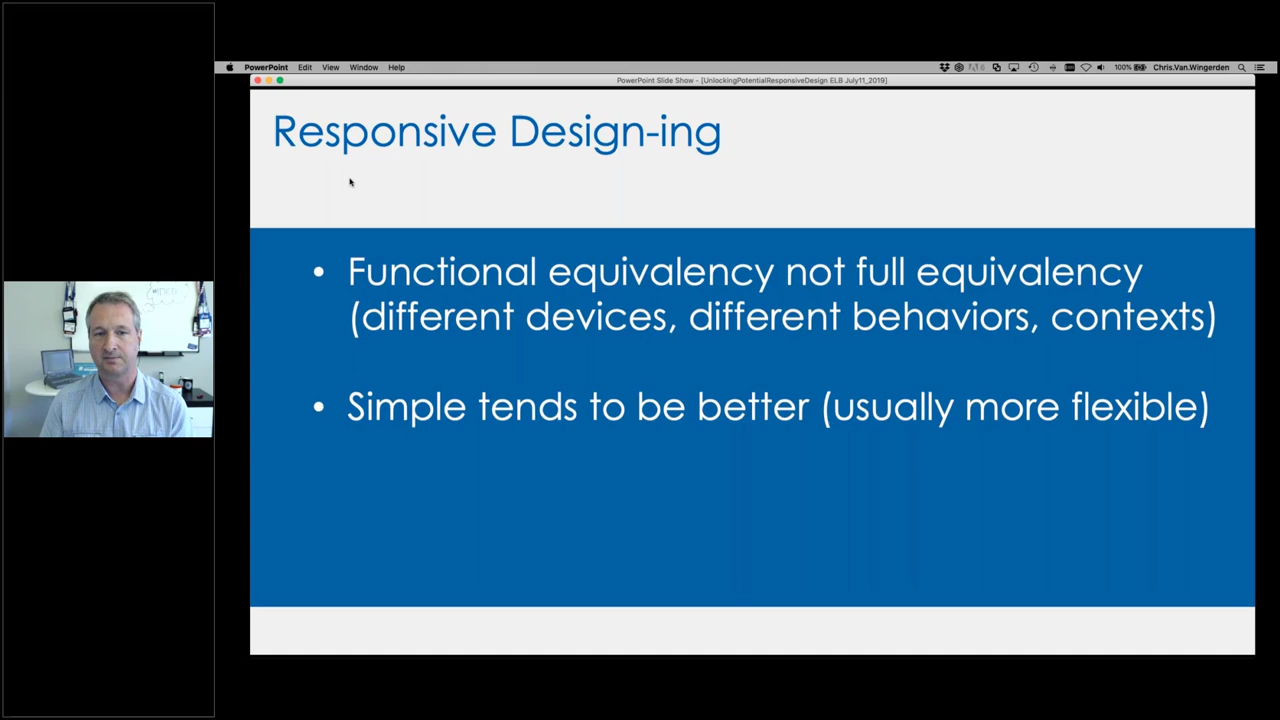 PowerPoint Edit View Window Help
100% Chris.Van.Wingerden
PowerPoint Slide Show - [UnlockingPotentialResponsiveDesign ELB July11_2019]
Responsive Design-ing
• Functional equivalency not full equivalency
(different devices, different behaviors, contexts)
• Simple tends to be better (usually more flexible)